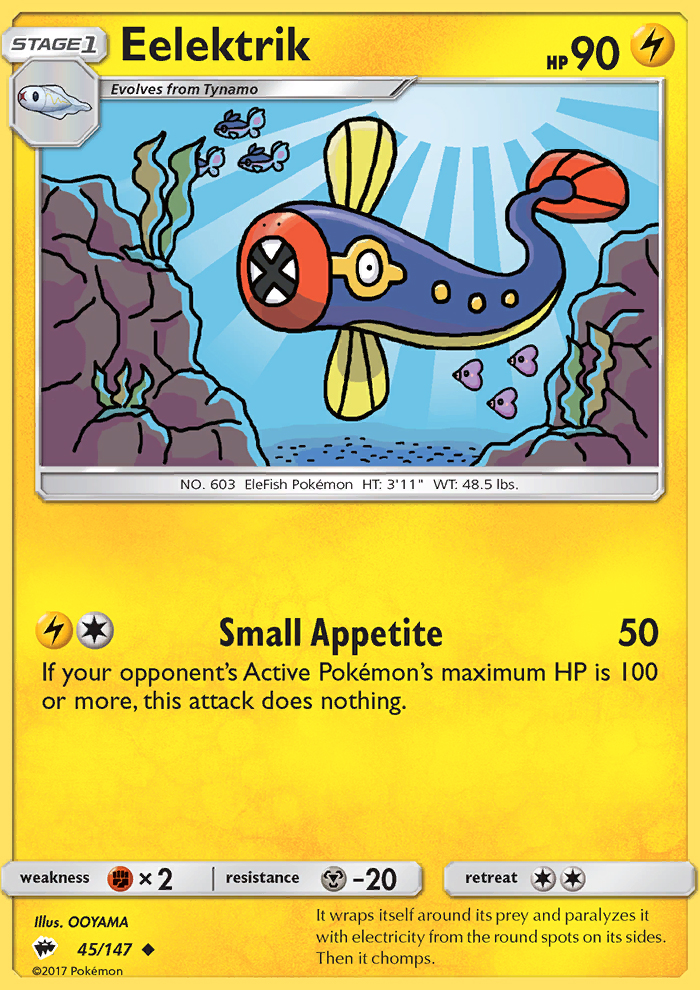 STAGE1 Eelektrik HP 90
Evolves from Tynamo
NO. 603 EleFish Pokémon HT: 3'11" WT: 48.5 lbs.
Small Appetite 50
If your opponent's Active Pokémon's maximum HP is 100
or more, this attack does nothing.
weakness × 2 resistance -20 retreat
Illus. OOYAMA
45/147
©2017 Pokémon
It wraps itself around its prey and paralyzes it
with electricity from the round spots on its sides.
Then it chomps.